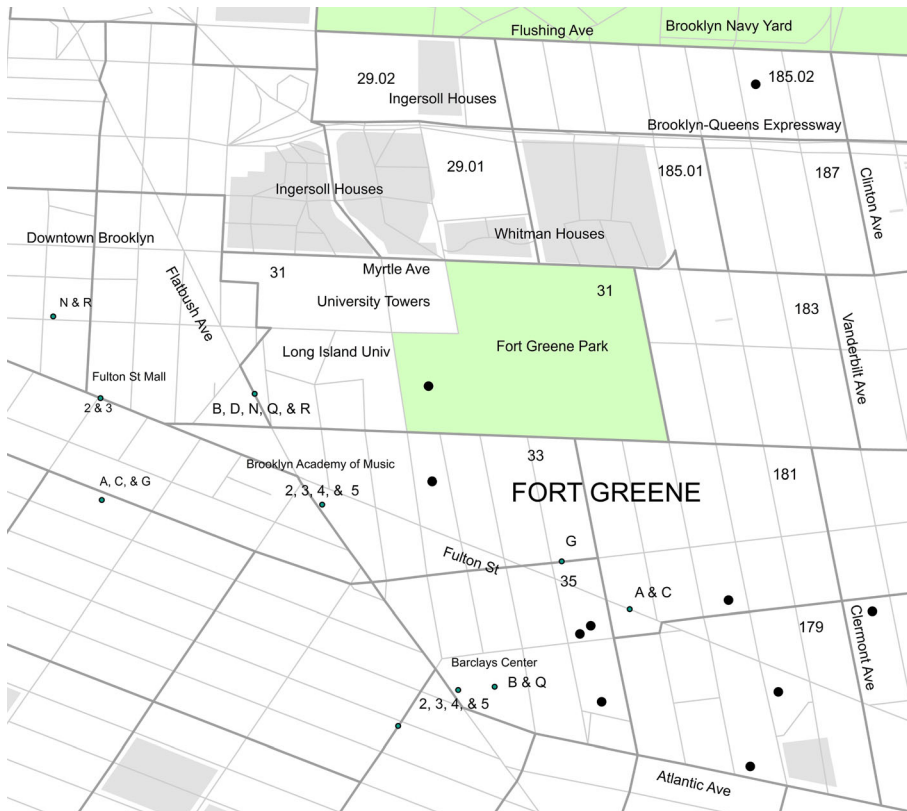 Brooklyn Navy Yard
Flushing Ave
29.02
185.02
Ingersoll Houses
Brooklyn-Queens Expressway
29.01
185.01
187
Clinton Ave
Ingersoll Houses
Whitman Houses
Downtown Brooklyn
Flatbush Ave
31
Myrtle Ave
31
N & R
University Towers
183
Vanderbilt Ave
Long Island Univ
Fort Greene Park
Fulton St Mall
2 & 3
B, D, N, Q, & R
Brooklyn Academy of Music
33
181
A, C, & G
2, 3, 4, & 5
FORT GREENE
Fulton St
G
35
A & C
179
Clermont Ave
Barclays Center
B & Q
2, 3, 4, & 5
Atlantic Ave